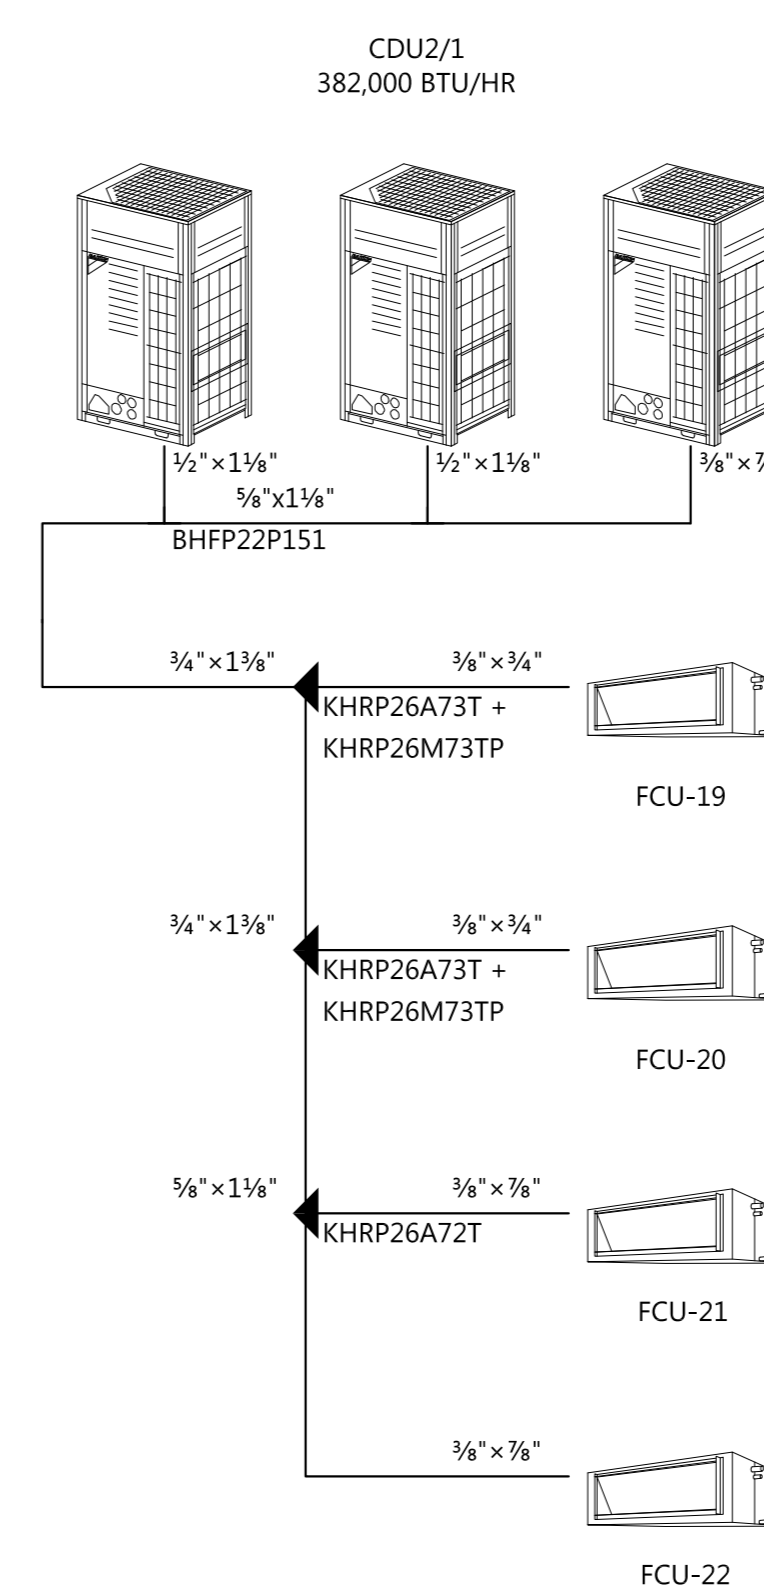 CDU2/1
382,000 BTU/HR
½"×1⅛"
½"×1⅛"
⅜"×
⅝"x1⅛"
BHFP22P151
¾"×1⅜"
⅜"×¾"
KHRP26A73T +
KHRP26M73TP
FCU-19
¾"×1⅜"
⅜"×¾"
KHRP26A73T +
KHRP26M73TP
FCU-20
⅝"×1⅛"
⅜"×⅞"
KHRP26A72T
FCU-21
⅜"×⅞"
FCU-22